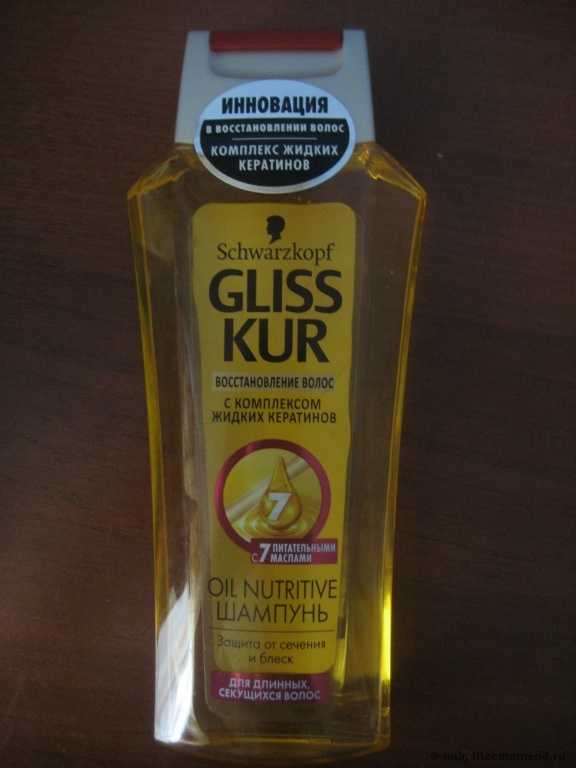 ИННОВАЦИЯ
В ВОССТАНОВЛЕНИИ ВОЛОС
КОМПЛЕКС ЖИДКИХ
КЕРАТИНОВ
Schwarzkopf
GLISS
KUR
ВОССТАНОВЛЕНИЕ ВОЛОС
С КОМПЛЕКСОМ
ЖИДКИХ КЕРАТИНОВ
7
С 7 ПИТАТЕЛЬНЫМИ
МАСЛАМИ
OIL NUTRITIVE
ШАМПУНЬ
Защита от сечения
и блеск
ДЛЯ ДЛИННЫХ,
СЕКУЩИХСЯ ВОЛОС